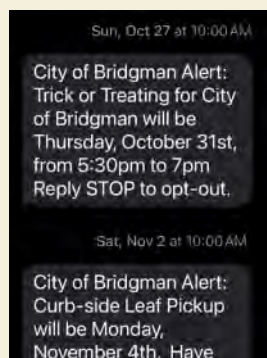 Sun, Oct 27 at 10:00 AM
City of Bridgman Alert:
Trick or Treating for City
of Bridgman will be
Thursday, October 31st,
from 5:30pm to 7pm
Reply STOP to opt-out.
Sat, Nov 2 at 10:00 AM
City of Bridgman Alert:
Curb-side Leaf Pickup
will be Monday,
November 4th. Have